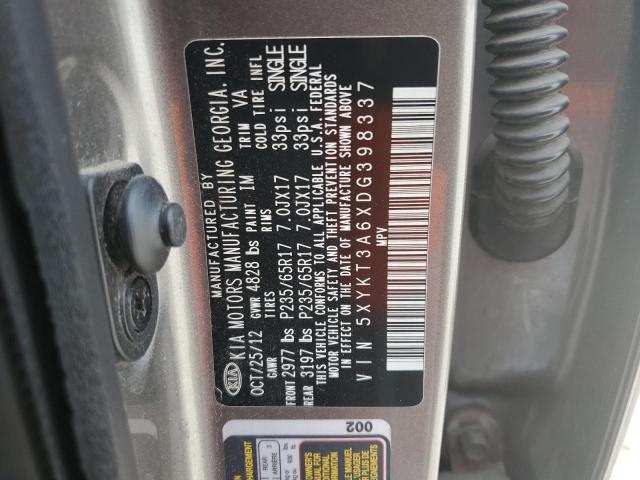 MANUFACTURED BY
KIA KIA MOTORS MANUFACTURING GEORGIA, INC.
OCT/25/12 GVWR 4828 lbs PAINT IM TRIM VA
GAWR TIRES RIMS COLD TIRE INFL
FRONT 2977 lbs P235/65R17 7.0JX17 33psi SINGLE
REAR 3197 lbs P235/65R17 7.0JX17 33psi SINGLE
THIS VEHICLE CONFORMS TO ALL APPLICABLE U.S.A. FEDERAL
MOTOR VEHICLE SAFETY AND THEFT PREVENTION STANDARDS
IN EFFECT ON THE DATE OF MANUFACTURE SHOWN ABOVE
VIN 5XYKT3A6XDG398337
MPV
002
REAR
ARRIÈRE